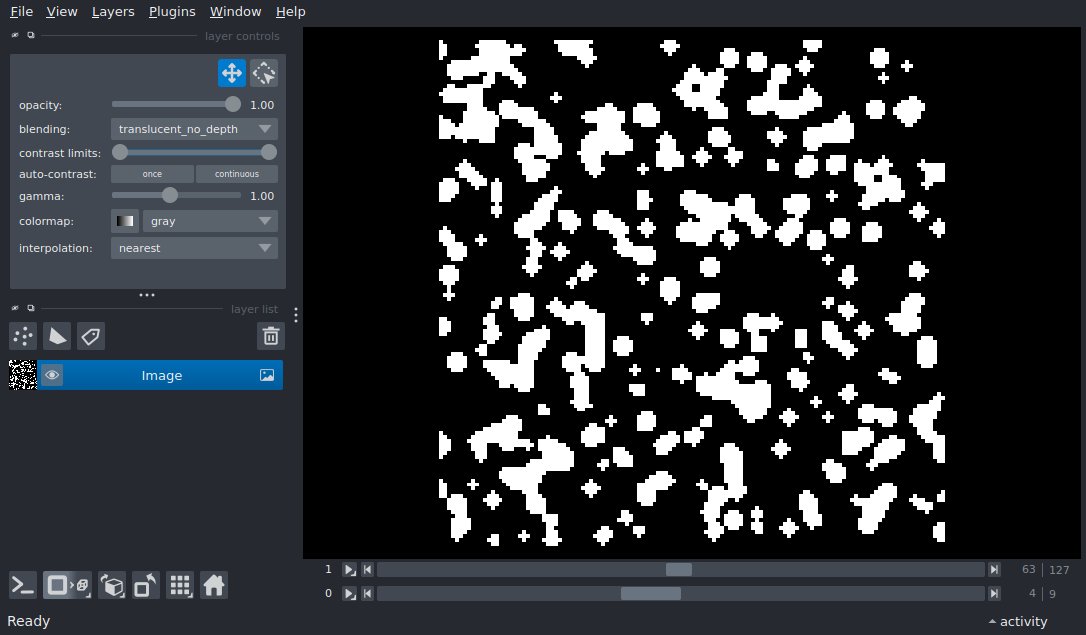 File View Layers Plugins Window Help
layer controls
opacity: 1.00
blending: translucent_no_depth
contrast limits:
auto-contrast: once continuous
gamma: 1.00
colormap: gray
interpolation: nearest
layer list
Image
1 63 127
0 4 9
Ready activity